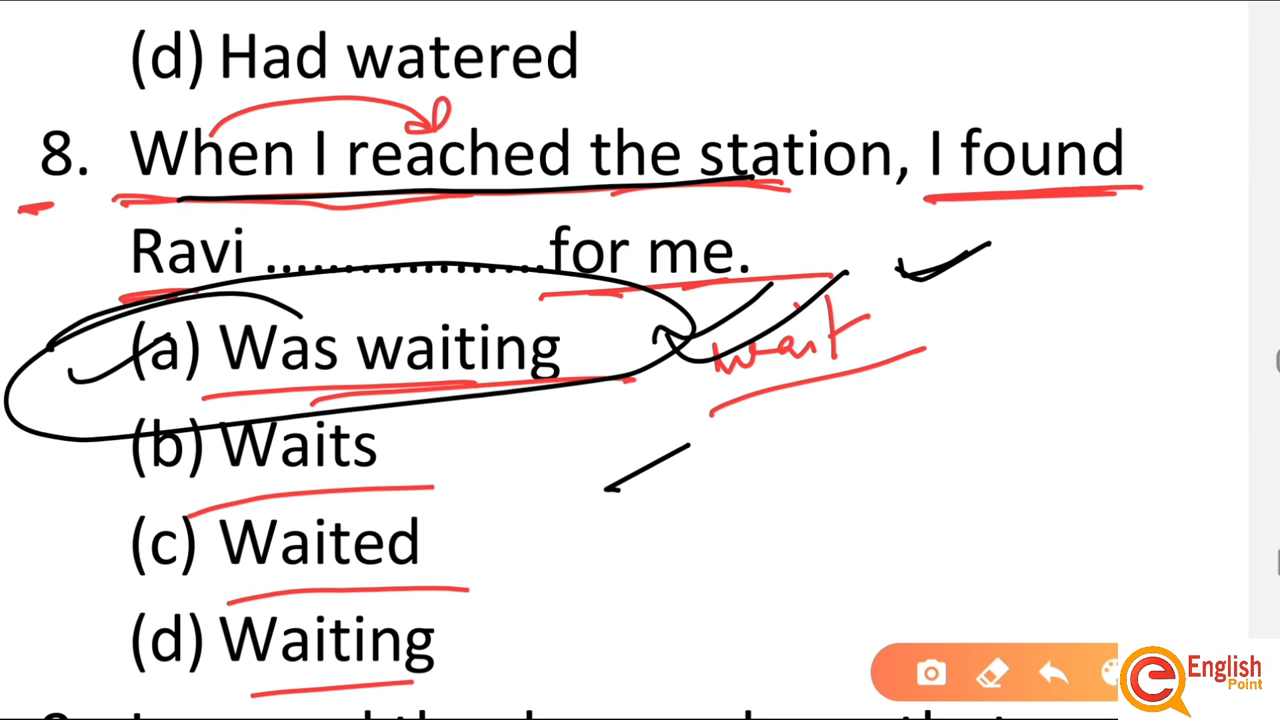 (d) Had watered
8. When I reached the station, I found
Ravi ...................for me.
(a) Was waiting
wait
(b) Waits
(c) Waited
(d) Waiting
English
Point